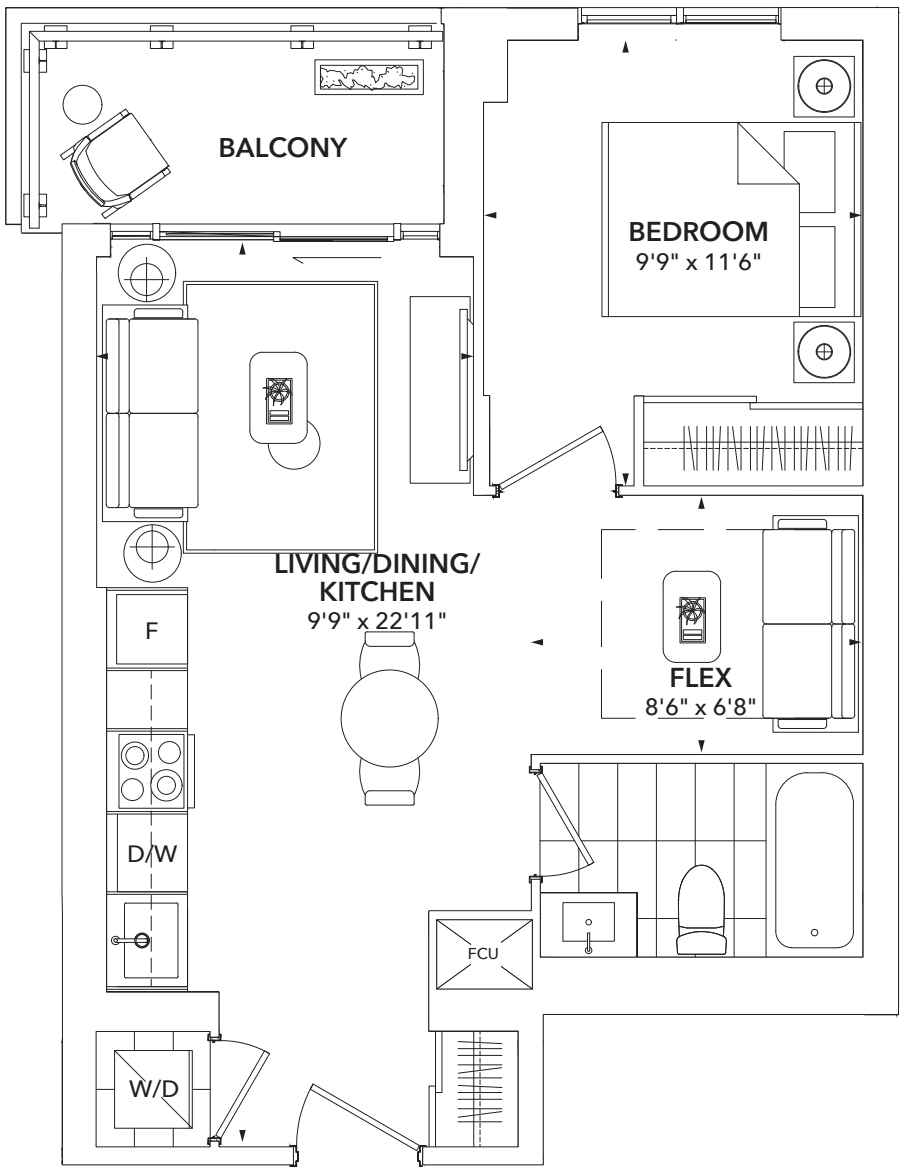 BALCONY
BEDROOM
9'9" x 11'6"
LIVING/DINING/
KITCHEN
9'9" x 22'11"
F
FLEX
8'6" x 6'8"
D/W
FCU
W/D